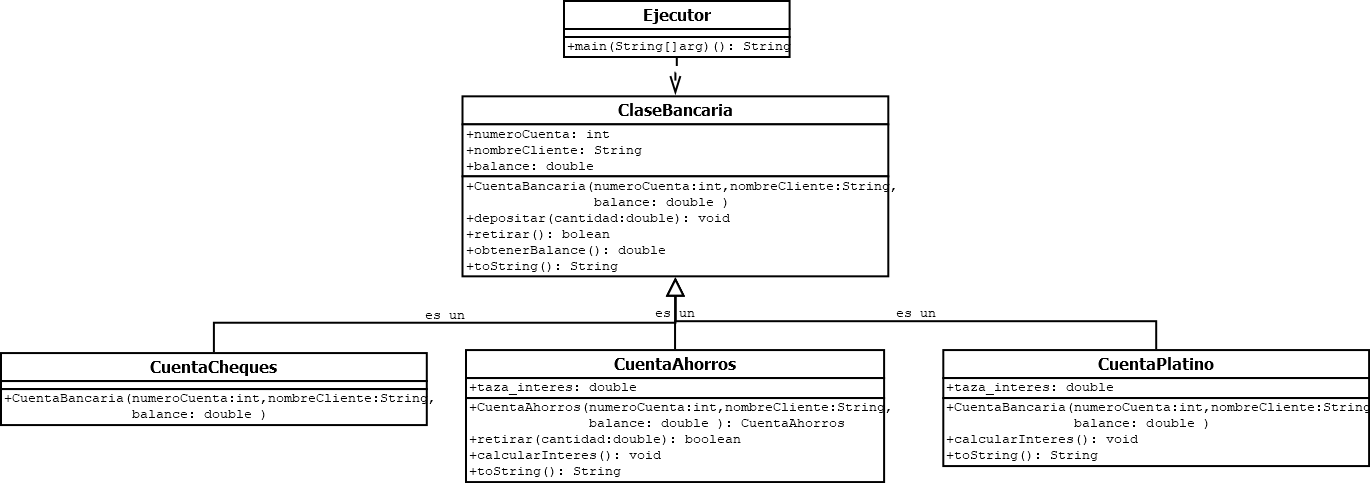 Ejecutor
+main(String[]arg)(): String
ClaseBancaria
+numeroCuenta: int
+nombreCliente: String
+balance: double
+CuentaBancaria(numeroCuenta:int,nombreCliente:String,
balance: double )
+depositar(cantidad:double): void
+retirar(): bolean
+obtenerBalance(): double
+toString(): String
es un
es un
es un
CuentaCheques
+CuentaBancaria(numeroCuenta:int,nombreCliente:String,
balance: double )
CuentaAhorros
+taza_interes: double
+CuentaAhorros(numeroCuenta:int,nombreCliente:String,
balance: double ): CuentaAhorros
+retirar(cantidad:double): boolean
+calcularInteres(): void
+toString(): String
CuentaPlatino
+taza_interes: double
+CuentaBancaria(numeroCuenta:int,nombreCliente:String
balance: double )
+calcularInteres(): void
+toString(): String